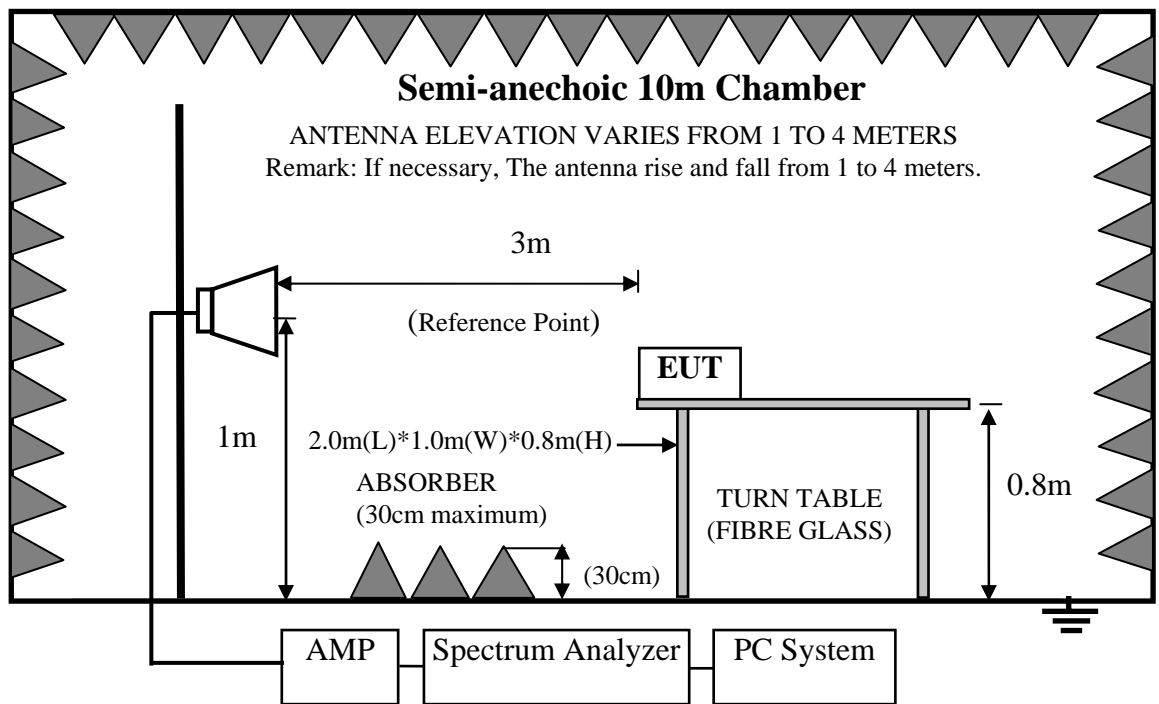 Semi-anechoic 10m Chamber
ANTENNA ELEVATION VARIES FROM 1 TO 4 METERS
Remark: If necessary, The antenna rise and fall from 1 to 4 meters.
3m
(Reference Point)
EUT
1m
2.0m(L)*1.0m(W)*0.8m(H)
ABSORBER
(30cm maximum)
(30cm)
TURN TABLE
(FIBRE GLASS)
0.8m
AMP
Spectrum Analyzer
PC System